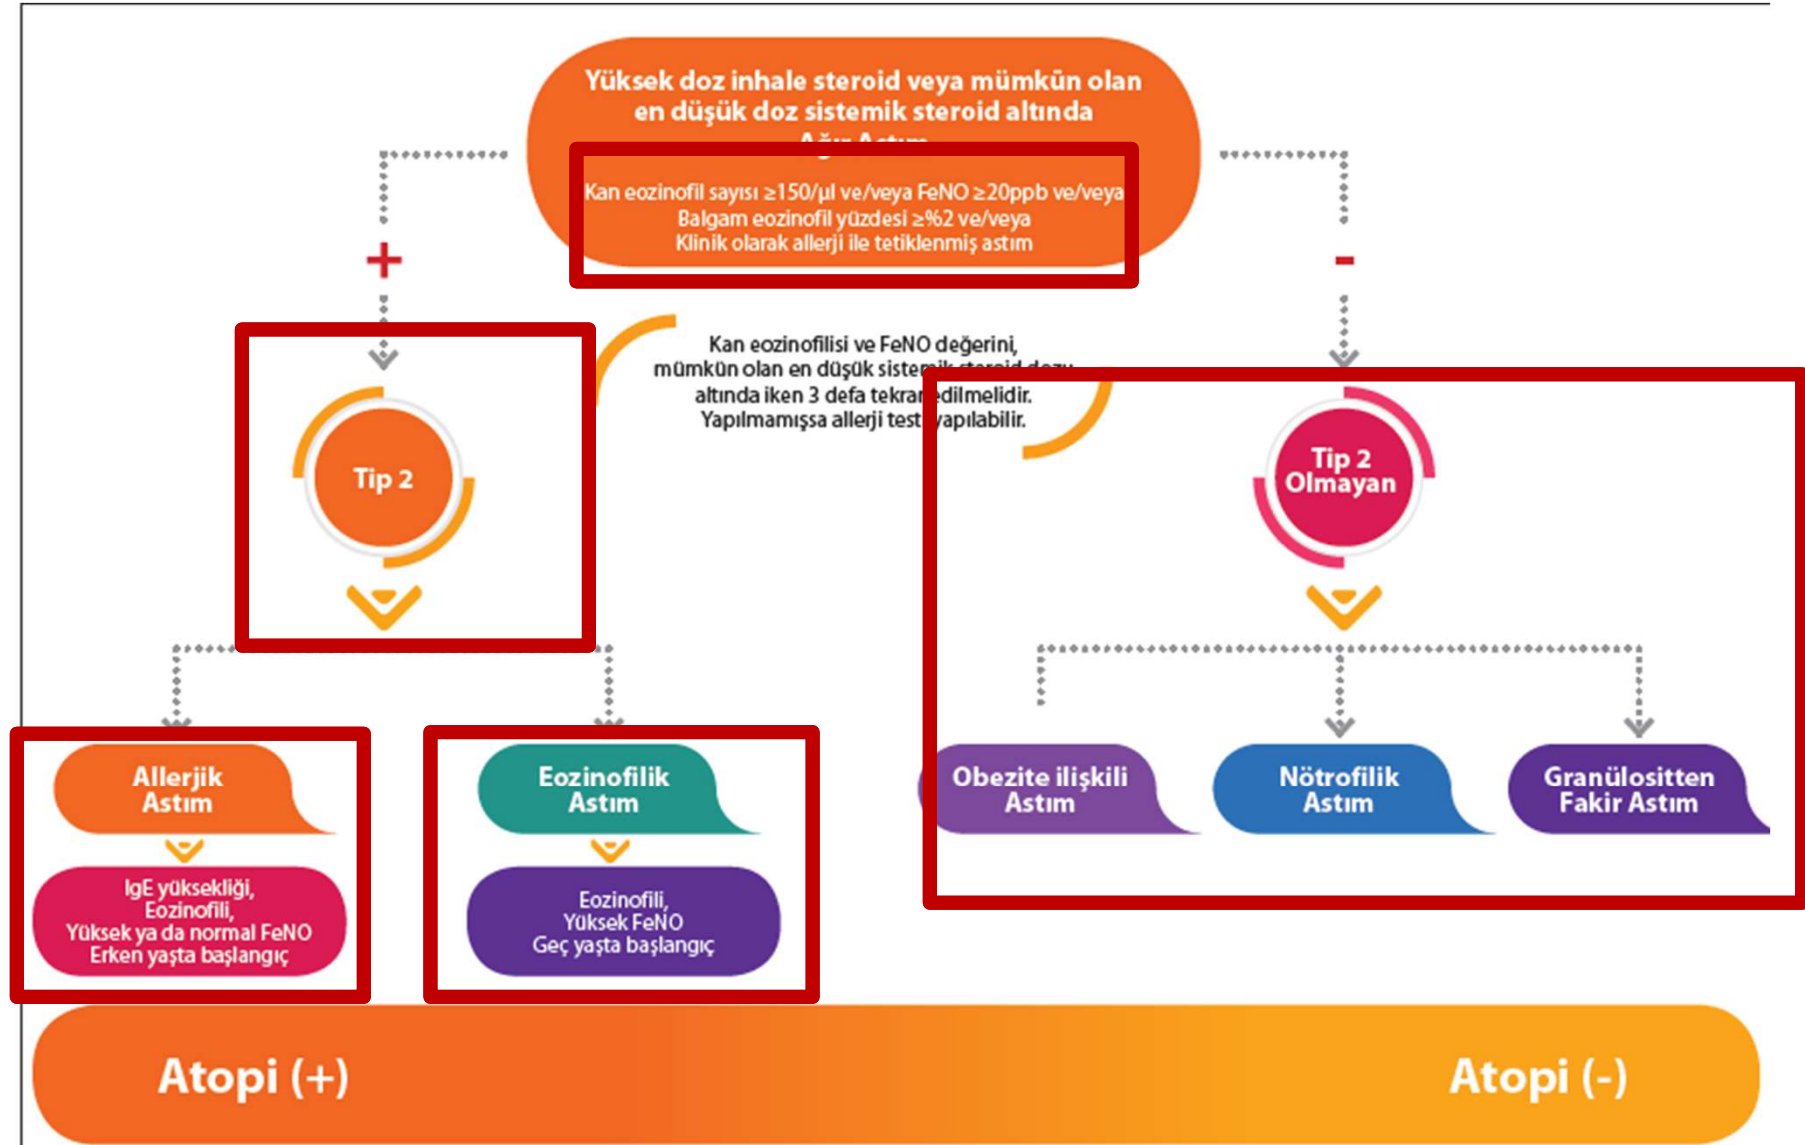 Yüksek doz inhale steroid veya mümkün olan
en düşük doz sistemik steroid altında
Ağır Astım
Kan eozinofil sayısı ≥150/µl ve/veya FeNO ≥20ppb ve/veya
Balgam eozinofil yüzdesi ≥%2 ve/veya
Klinik olarak allerji ile tetiklenmiş astım
+
-
Kan eozinofilisi ve FeNO değerini,
mümkün olan en düşük sistemik steroid dozu
altında iken 3 defa tekrar edilmelidir.
Yapılmamışsa allerji testi yapılabilir.
Tip 2
Tip 2
Olmayan
Allerjik
Astım
IgE yüksekliği,
Eozinofili,
Yüksek ya da normal FeNO
Erken yaşta başlangıç
Eozinofilik
Astım
Eozinofili,
Yüksek FeNO
Geç yaşta başlangıç
Obezite ilişkili
Astım
Nötrofilik
Astım
Granülositten
Fakir Astım
Atopi (+)
Atopi (-)